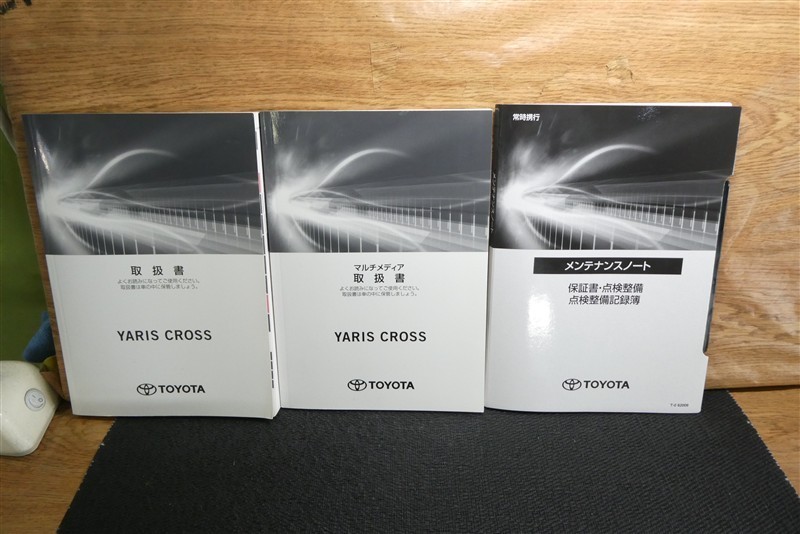 取扱書
よくお読みになってご使用ください。
取扱書は車の中に保管しましょう。
YARIS CROSS
TOYOTA
マルチメディア
取扱書
よくお読みになってご使用ください。
取扱書は車の中に保管しましょう。
YARIS CROSS
TOYOTA
常時携行
メンテナンスノート
保証書・点検整備
点検整備記録簿
TOYOTA